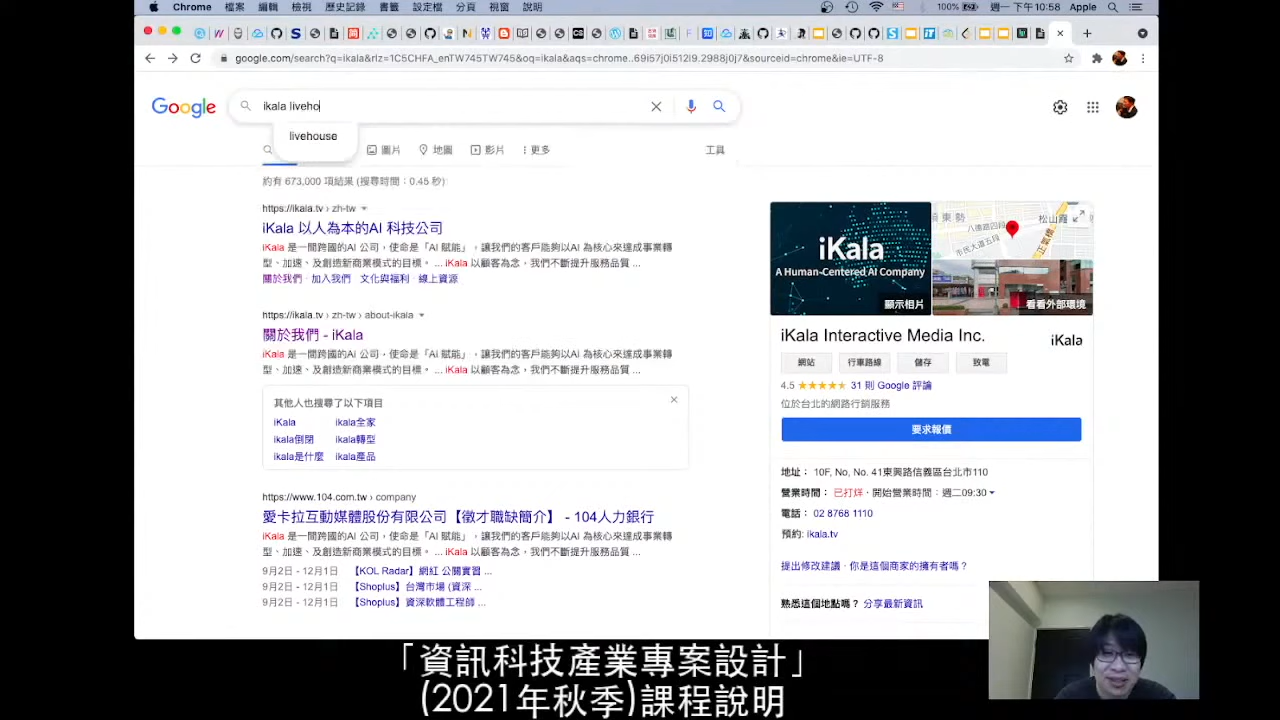 Chrome 檔案 編輯 檢視 歷史記錄 書籤 設定檔 分頁 視窗 說明 100% 週一 下午10:58 Apple
google.com/search?q=ikala&rlz=1C5CHFA_enTW745TW745&oq=ikala&aqs=chrome..69i57j0i512l9.2988j0j7&sourceid=chrome&ie=UTF-8
Google
ikala liveho
livehouse
圖片 地圖 影片 更多 工具
約有 673,000 項結果 (搜尋時間：0.45 秒)
https://ikala.tv › zh-tw
iKala 以人為本的AI 科技公司
iKala 是一間跨國的AI 公司，使命是「AI 賦能」，讓我們的客戶能夠以AI 為核心來達成事業轉
型、加速、及創造新商業模式的目標。 ... iKala 以顧客為念，我們不斷提升服務品質 ...
關於我們 加入我們 文化與福利 線上資源
https://ikala.tv › zh-tw › about-ikala
關於我們 - iKala
iKala 是一間跨國的AI 公司，使命是「AI 賦能」，讓我們的客戶能夠以AI 為核心來達成事業轉
型、加速、及創造新商業模式的目標。 ... iKala 以顧客為念，我們不斷提升服務品質 ...
其他人也搜尋了以下項目
iKala ikala全家
ikala倒閉 ikala轉型
ikala是什麼 ikala產品
https://www.104.com.tw › company
愛卡拉互動媒體股份有限公司【徵才職缺簡介】 - 104人力銀行
iKala 是一間跨國的AI 公司，使命是「AI 賦能」，讓我們的客戶能夠以AI 為核心來達成事業轉
型、加速、及創造新商業模式的目標。 ... iKala 以顧客為念，我們不斷提升服務品質 ...
9月2日 - 12月1日 【KOL Radar】網紅 公關實習 ...
9月2日 - 12月1日 【Shoplus】台灣市場 (資深 ...
9月2日 - 12月1日 【Shoplus】資深軟體工程師 ...
iKala
A Human-Centered AI Company
顯示相片
八德路四段
市民大道五段
看看外部環境
iKala Interactive Media Inc.
iKala
網站 行車路線 儲存 致電
4.5 31 則 Google 評論
位於台北的網路行銷服務
要求報價
地址： 10F, No, No. 41東興路信義區台北市110
營業時間： 已打烊 · 開始營業時間：週二09:30
電話： 02 8768 1110
預約: ikala.tv
提出修改建議 · 你是這個商家的擁有者嗎？
熟悉這個地點嗎？ 分享最新資訊
「資訊科技產業專案設計」
(2021年秋季)課程說明